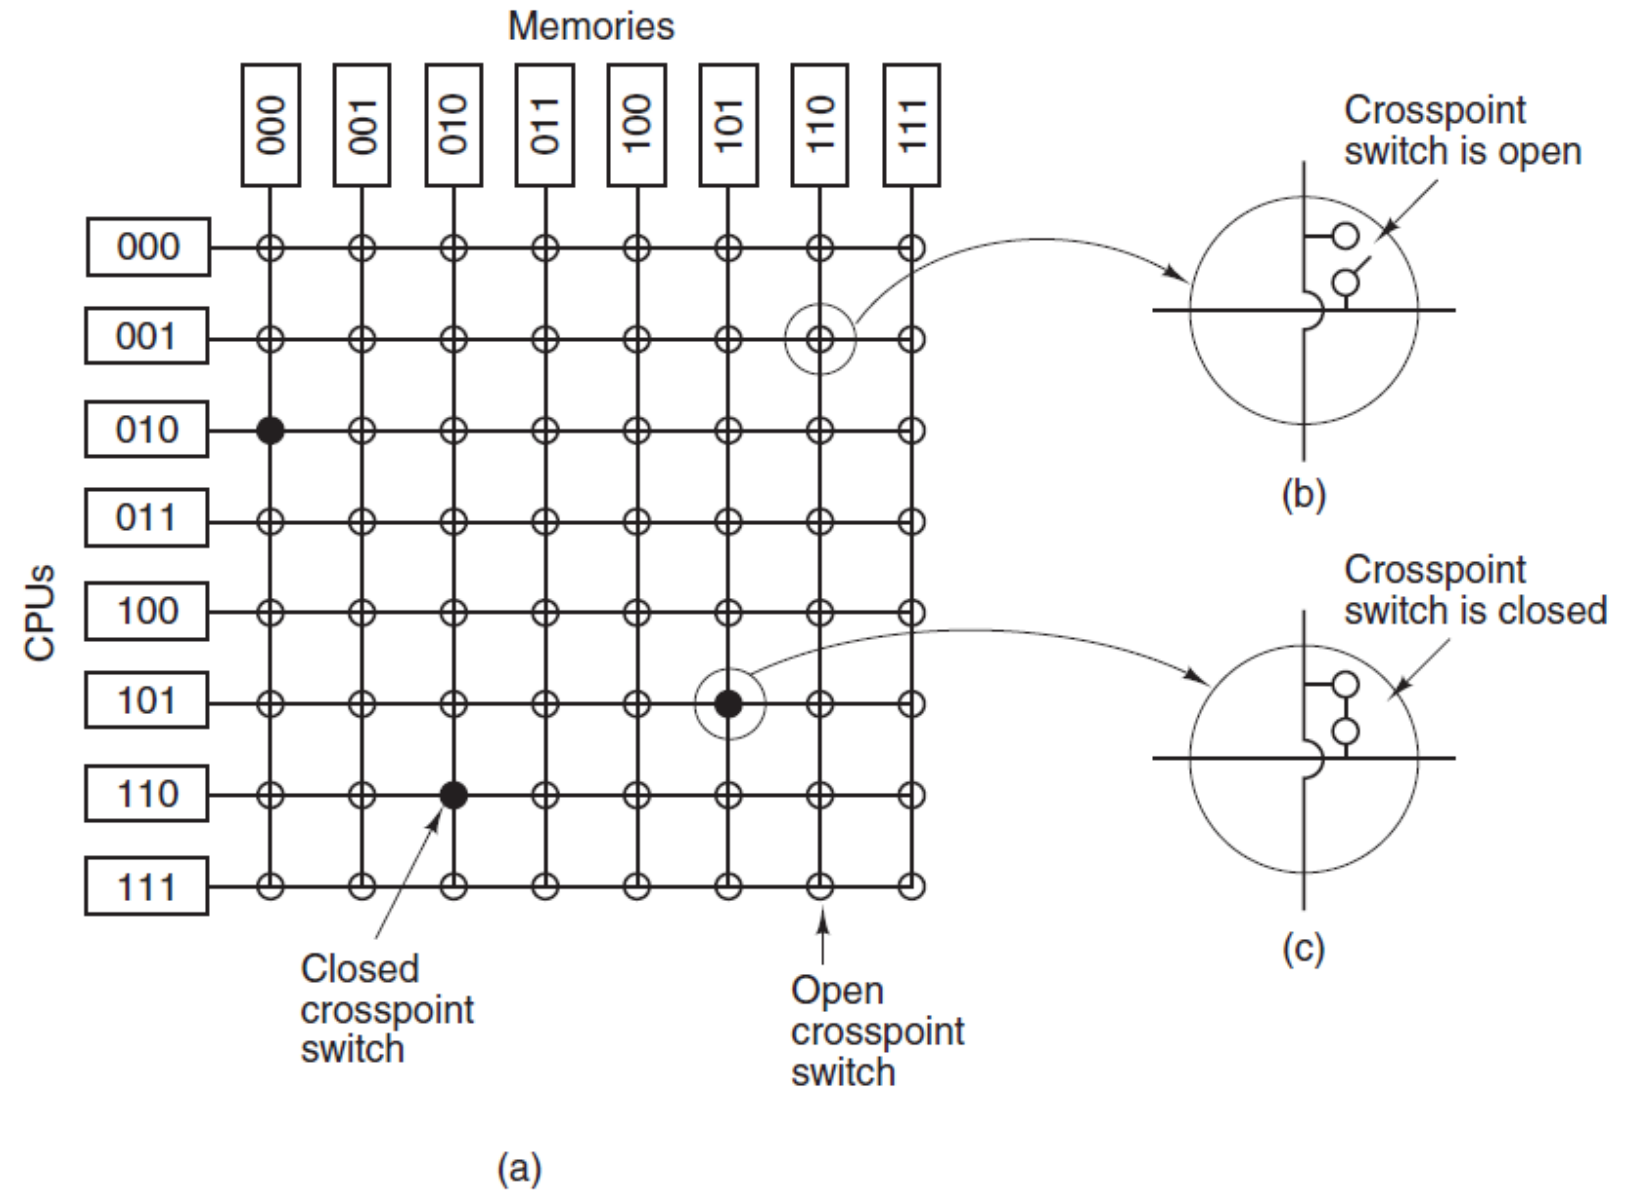 Memories
000
001
010
011
100
101
110
111
CPUs
000
001
010
011
100
101
110
111
Closed
crosspoint
switch
Open
crosspoint
switch
(a)
Crosspoint
switch is open
(b)
Crosspoint
switch is closed
(c)